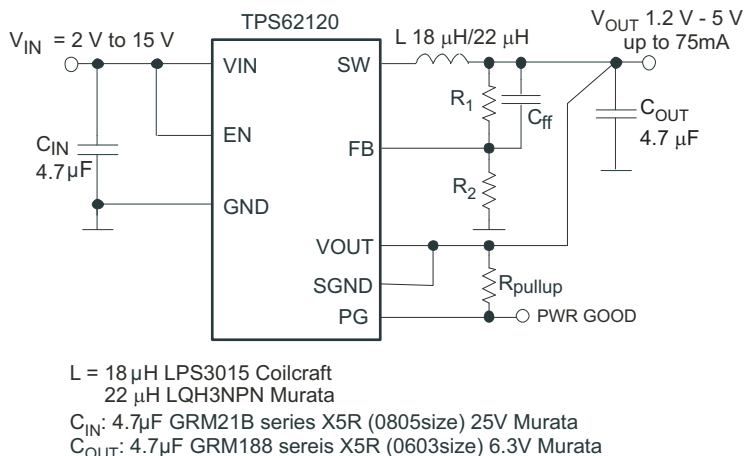 TPS62120
V_IN = 2 V to 15 V
L 18 μH/22 μH
V_OUT 1.2 V - 5 V
up to 75mA
VIN
SW
R_1
C_ff
C_OUT
4.7 μF
EN
C_IN
4.7μF
FB
R_2
GND
VOUT
SGND
R_pullup
PG
PWR GOOD
L = 18 μH LPS3015 Coilcraft
22 μH LQH3NPN Murata
C_IN: 4.7μF GRM21B series X5R (0805size) 25V Murata
C_OUT: 4.7μF GRM188 sereis X5R (0603size) 6.3V Murata